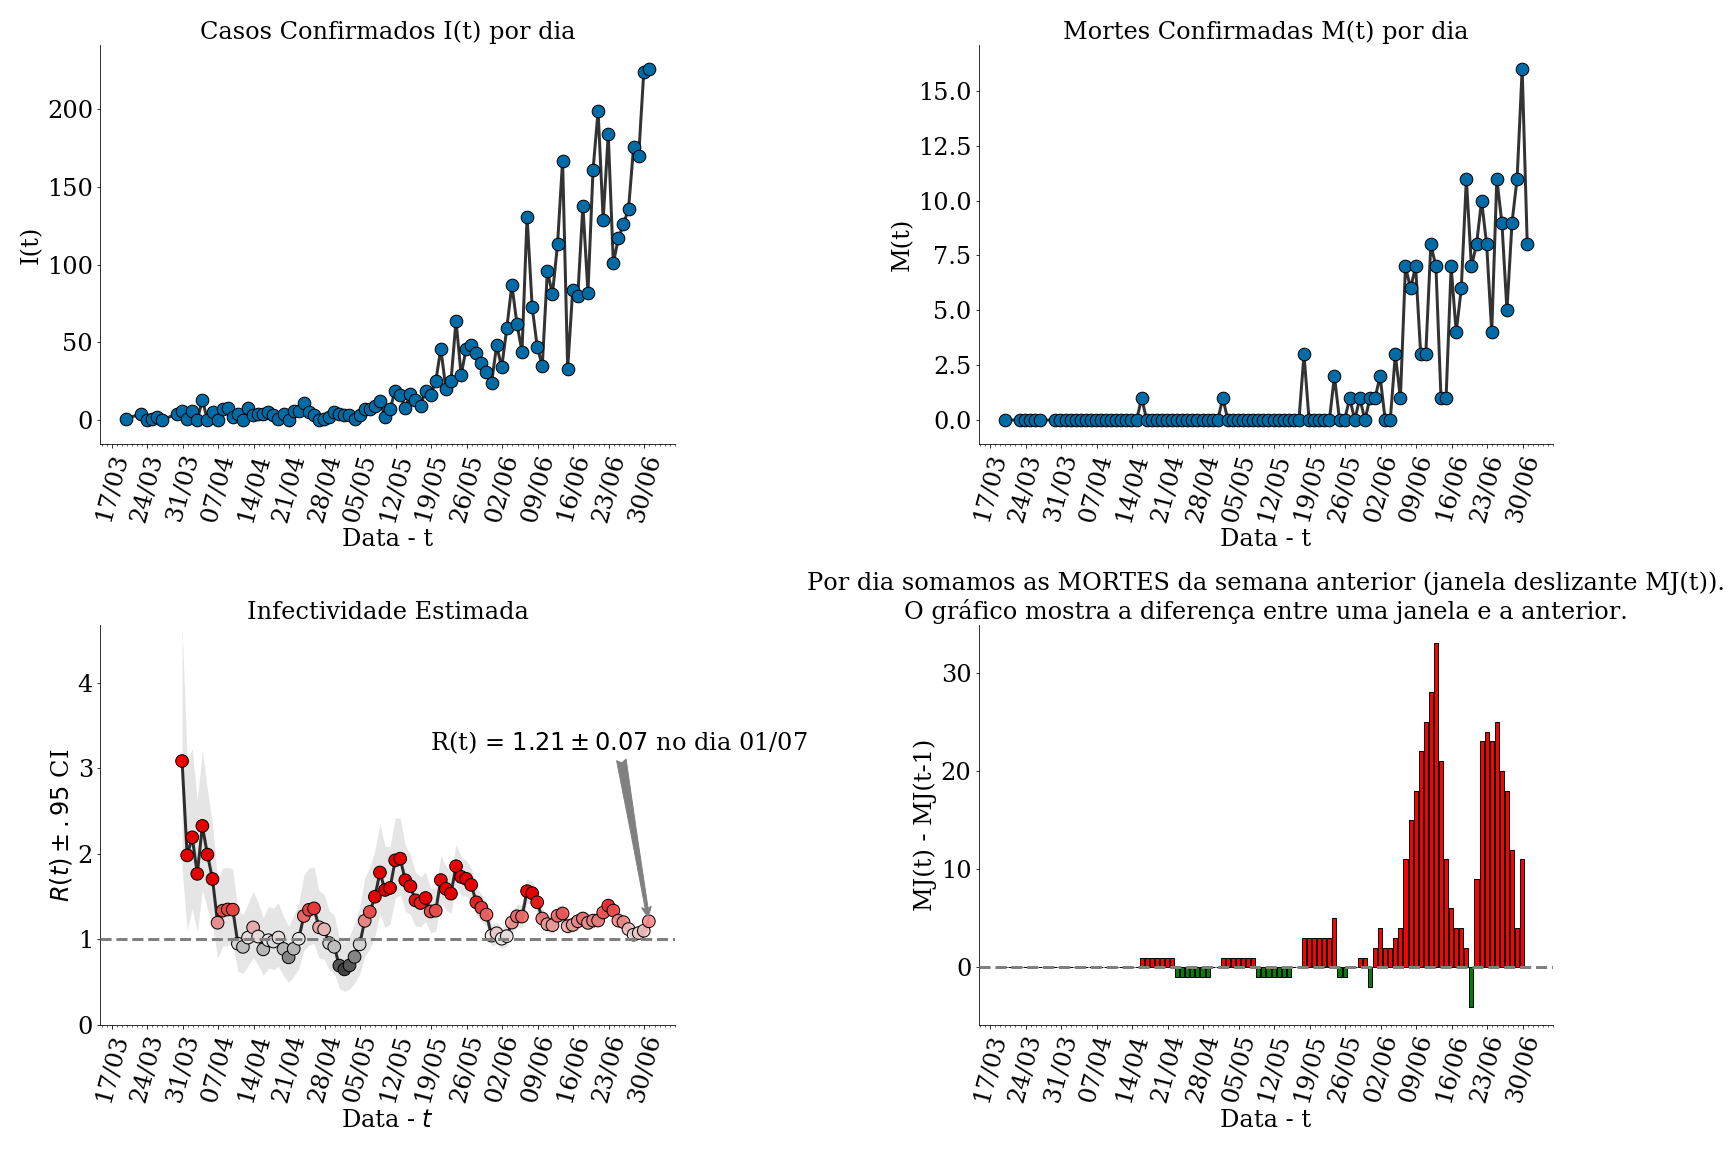 Casos Confirmados I(t) por dia
I(t)
200
150
100
50
0
17/03 24/03 31/03 07/04 14/04 21/04 28/04 05/05 12/05 19/05 26/05 02/06 09/06 16/06 23/06 30/06
Data - t
Mortes Confirmadas M(t) por dia
M(t)
15.0
12.5
10.0
7.5
5.0
2.5
0.0
17/03 24/03 31/03 07/04 14/04 21/04 28/04 05/05 12/05 19/05 26/05 02/06 09/06 16/06 23/06 30/06
Data - t
Infectividade Estimada
R(t) ± .95 CI
4
3
2
1
0
R(t) = 1.21 ± 0.07 no dia 01/07
17/03 24/03 31/03 07/04 14/04 21/04 28/04 05/05 12/05 19/05 26/05 02/06 09/06 16/06 23/06 30/06
Data - t
Por dia somamos as MORTES da semana anterior (janela deslizante MJ(t)).
O gráfico mostra a diferença entre uma janela e a anterior.
MJ(t) - MJ(t-1)
30
20
10
0
17/03 24/03 31/03 07/04 14/04 21/04 28/04 05/05 12/05 19/05 26/05 02/06 09/06 16/06 23/06 30/06
Data - t